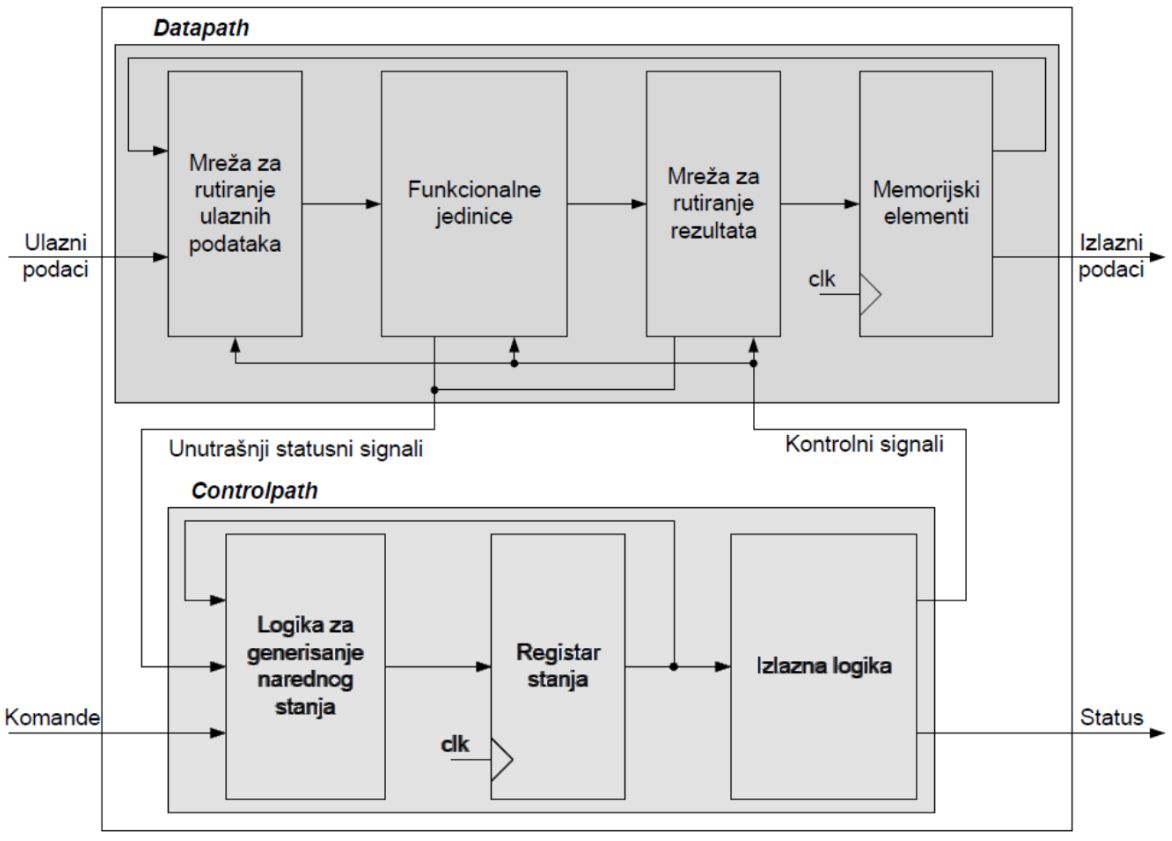 Datapath
Mreža za
rutiranje
ulaznih
podataka
Funkcionalne
jedinice
Mreža za
rutiranje
rezultata
Memorijski
elementi
clk
Ulazni
podaci
Izlazni
podaci
Unutrašnji statusni signali
Kontrolni signali
Controlpath
Logika za
generisanje
narednog
stanja
Registar
stanja
clk
Izlazna logika
Komande
Status